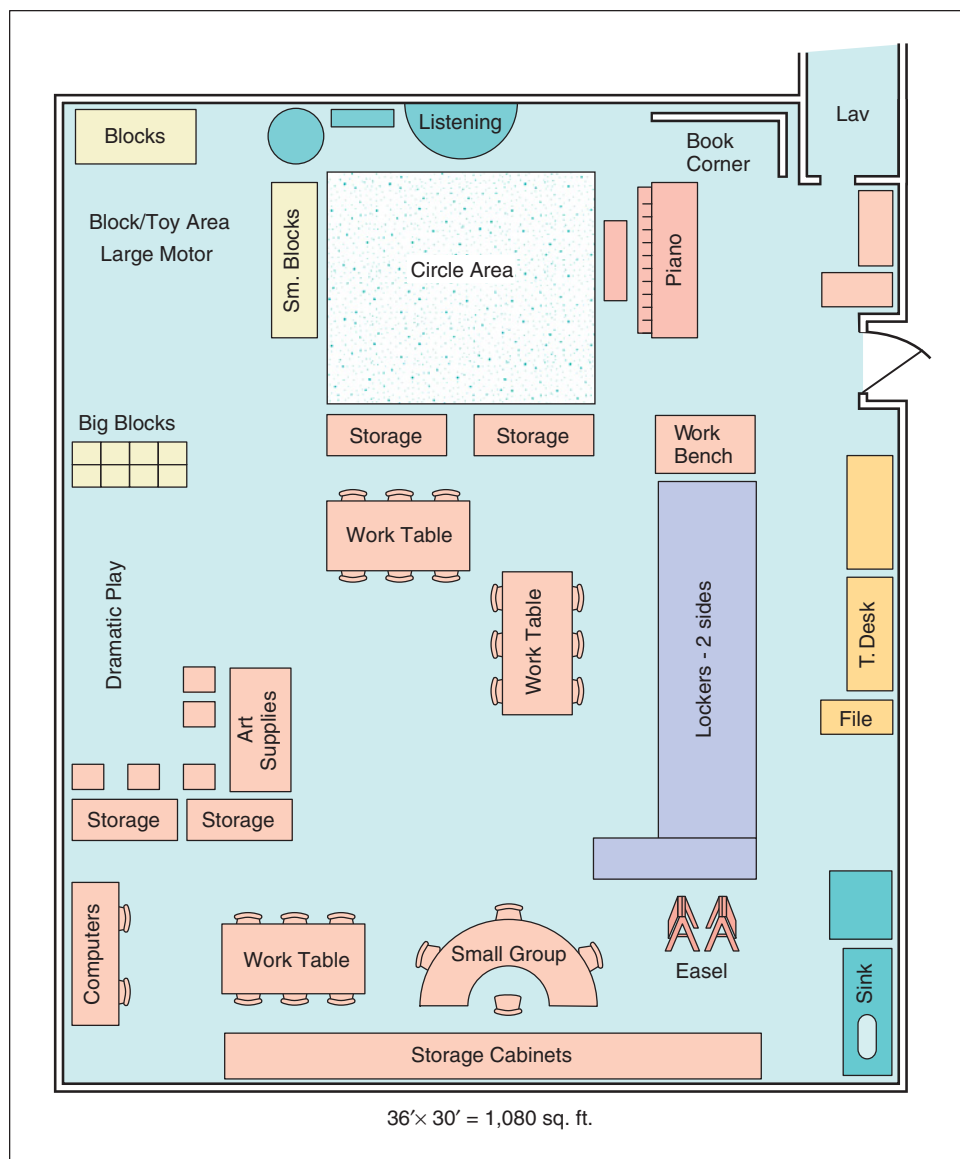 Lav
Blocks
Listening
Book
Corner
Block/Toy Area
Large Motor
Sm. Blocks
Circle Area
Piano
Big Blocks
Storage
Storage
Work
Bench
Work Table
Work Table
Dramatic Play
Lockers - 2 sides
T. Desk
File
Art
Supplies
Storage
Storage
Computers
Work Table
Small Group
Easel
Sink
Storage Cabinets
36′× 30′ = 1,080 sq. ft.